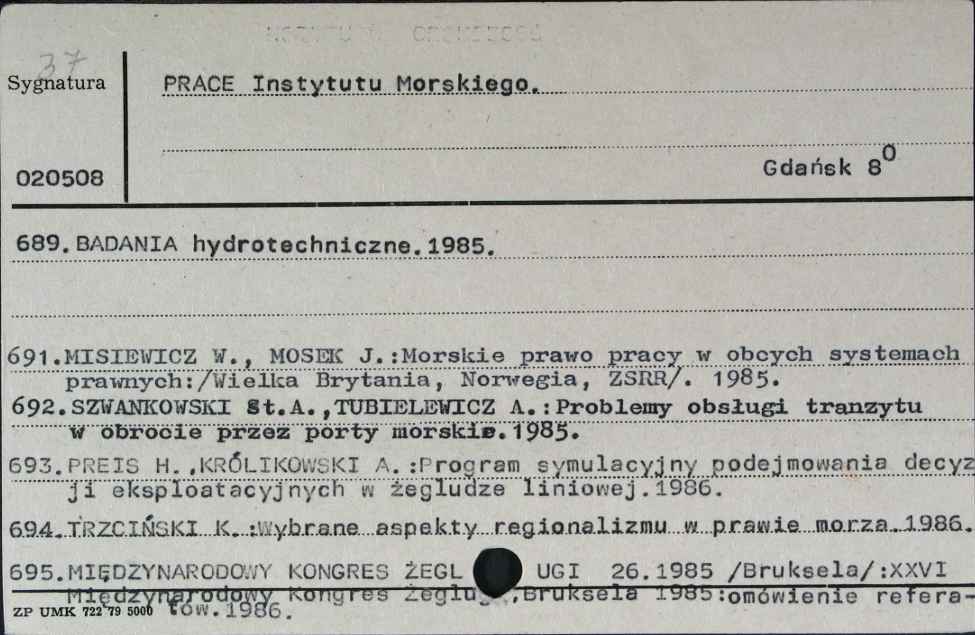 37
Sygnatura
PRACE Instytutu Morskiego.
020508
Gdańsk 8⁰
689. BADANIA hydrotechniczne. 1985.
691. MISIEWICZ W., MOSEK J.: Morskie prawo pracy w obcych systemach
prawnych:/Wielka Brytania, Norwegia, ZSRR/. 1985.
692. SZWANKOWSKI St.A., TUBIELEWICZ A.: Problemy obsługi tranzytu
w obrocie przez porty morskie. 1985.
693. PREIS H., KRÓLIKOWSKI A.: Program symulacyjny podejmowania decyz
ji eksploatacyjnych w żegludze liniowej. 1986.
694. TRZCIŃSKI K.: Wybrane aspekty regionalizmu w prawie morza. 1986.
695. MIĘDZYNARODOWY KONGRES ŻEGL UGI 26.1985 /Bruksela/: XXVI
Międzynarodowy Kongres Żeglug , Bruksela 1985: omówienie refera-
tów. 1986.
ZP UMK 722 79 5000